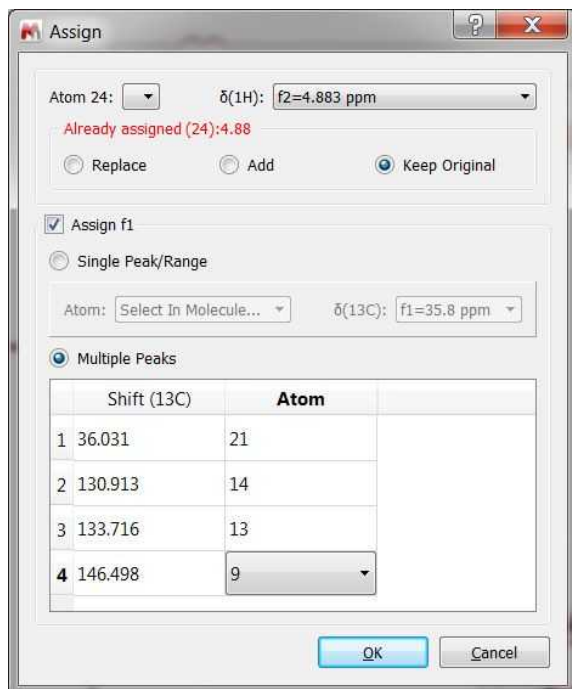 Assign
Atom 24: δ(1H): f2=4.883 ppm
Already assigned (24):4.88
Replace Add Keep Original
Assign f1
Single Peak/Range
Atom: Select In Molecule... δ(13C): f1=35.8 ppm
Multiple Peaks
Shift (13C) Atom
1 36.031 21
2 130.913 14
3 133.716 13
4 146.498 9
OK Cancel